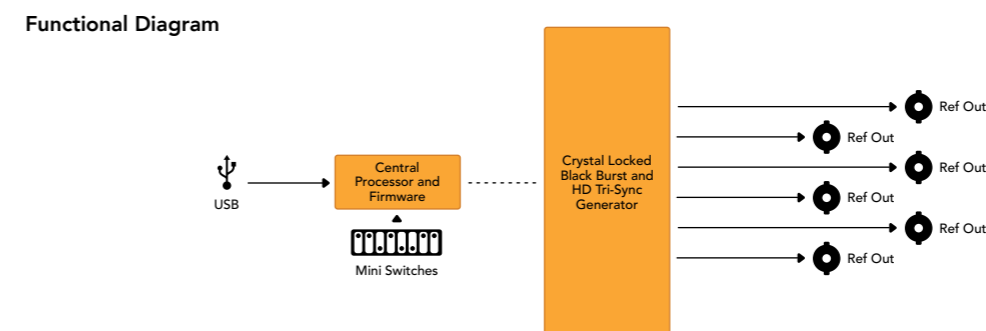 Functional Diagram
USB
Central
Processor and
Firmware
Mini Switches
Crystal Locked
Black Burst and
HD Tri-Sync
Generator
Ref Out
Ref Out
Ref Out
Ref Out
Ref Out
Ref Out